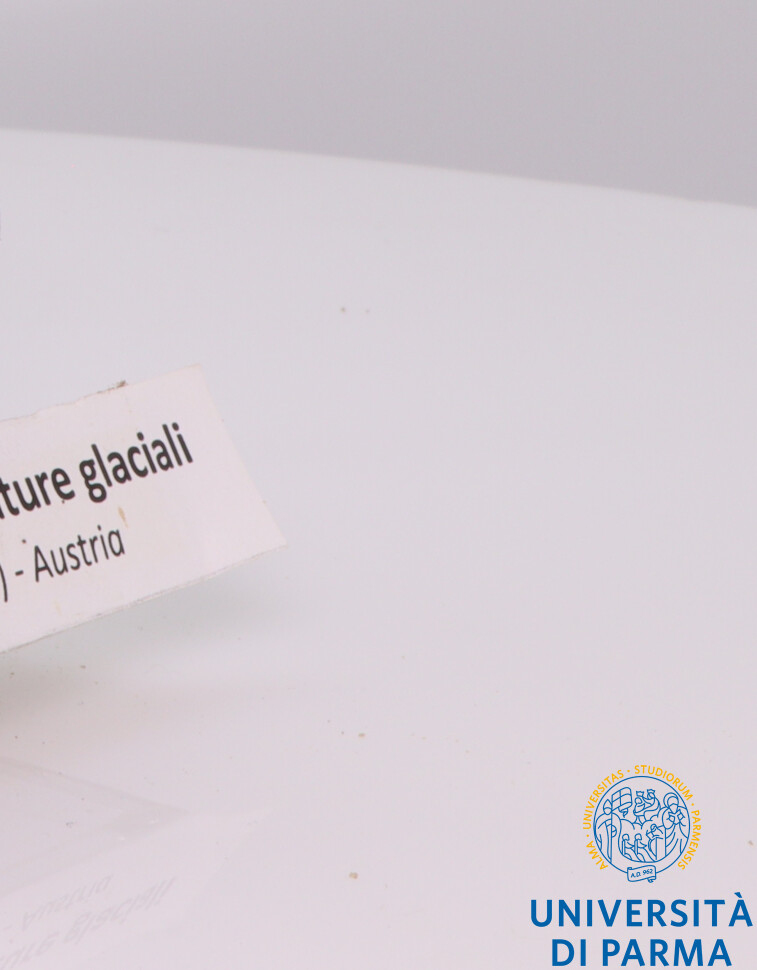 ture glaciali
) - Austria
ALMA · UNIVERSITAS · STUDIORUM · PARMENSIS
A.D. 962
UNIVERSITÀ
DI PARMA